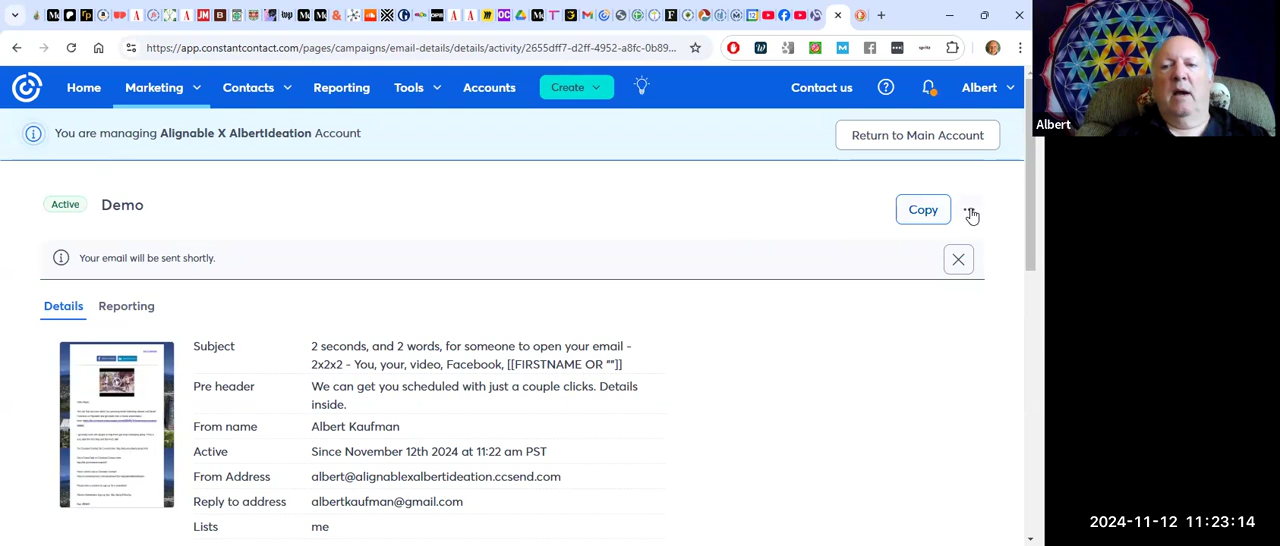 https://app.constantcontact.com/pages/campaigns/email-details/details/activity/2655dff7-d2ff-4952-a8fc-0b89...
Home
Marketing
Contacts
Reporting
Tools
Accounts
Create
Contact us
Albert
You are managing Alignable X AlbertIdeation Account
Return to Main Account
Albert
Active
Demo
Copy
Your email will be sent shortly.
Details
Reporting
Subject
2 seconds, and 2 words, for someone to open your email -
2x2x2 - You, your, video, Facebook, [[FIRSTNAME OR ""]]
Pre header
We can get you scheduled with just a couple clicks. Details
inside.
From name
Albert Kaufman
Active
Since November 12th 2024 at 11:22 am PST
From Address
albert@alignablexalbertideation.ccsend.com
Reply to address
albertkaufman@gmail.com
Lists
me
2024-11-12 11:23:14